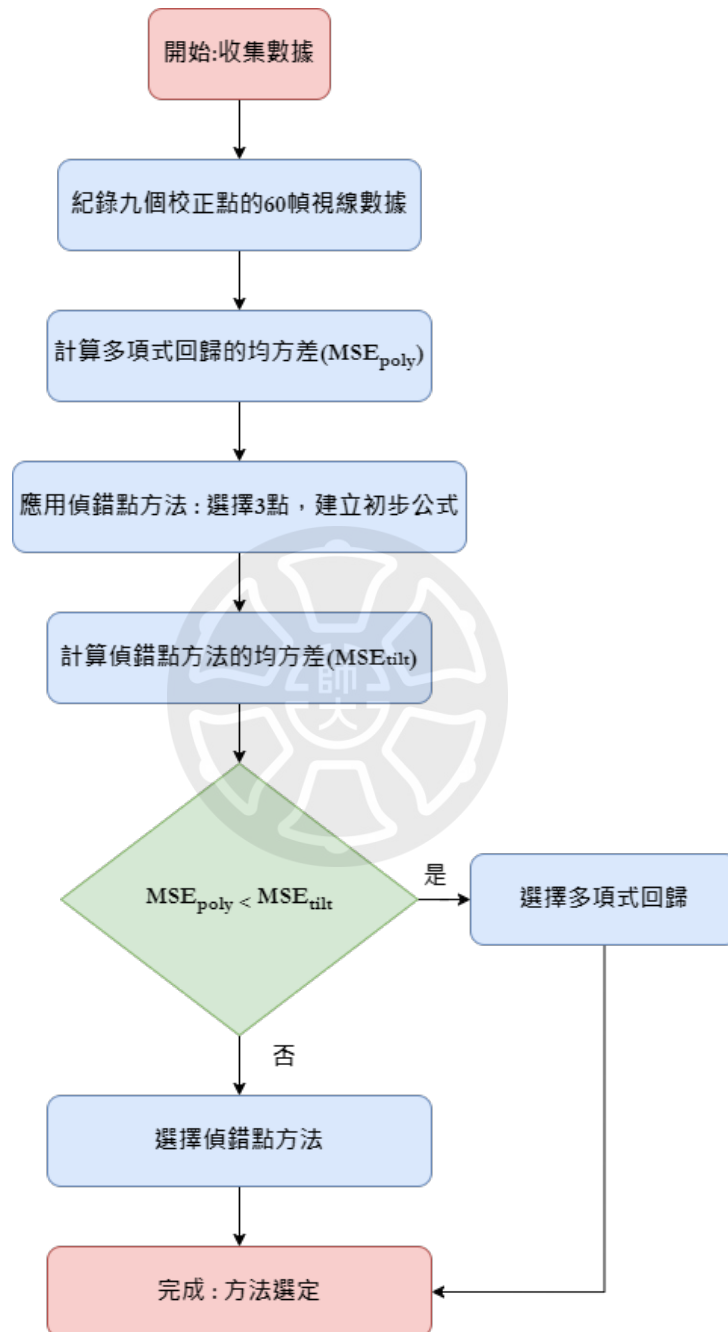 開始:收集數據
紀錄九個校正點的60幀視線數據
計算多項式回歸的均方差(MSEpoly)
應用偵錯點方法 : 選擇3點，建立初步公式
計算偵錯點方法的均方差(MSEtilt)
師大
MSEpoly < MSEtilt
是
選擇多項式回歸
否
選擇偵錯點方法
完成 : 方法選定